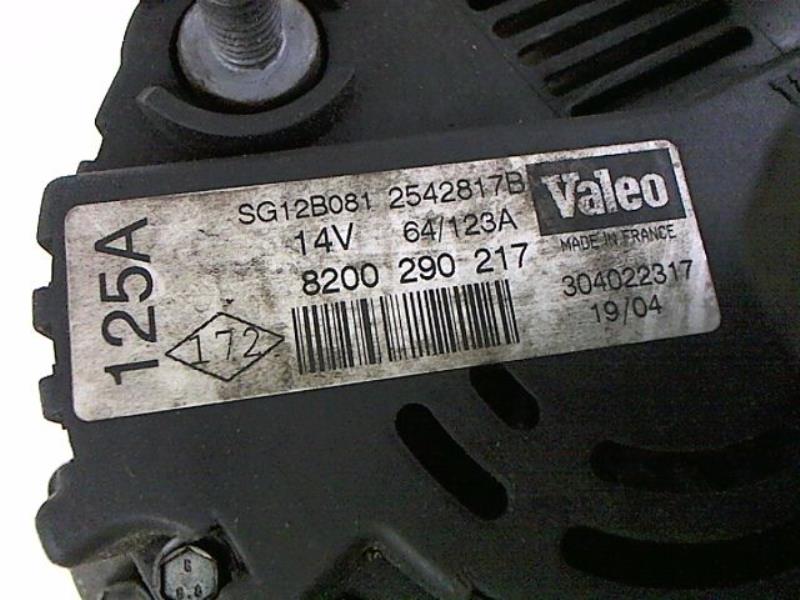 125A
SG12B081 2542817B
14V 64/123A
8200 290 217
172
Valeo
MADE IN FRANCE
304022317
19/04